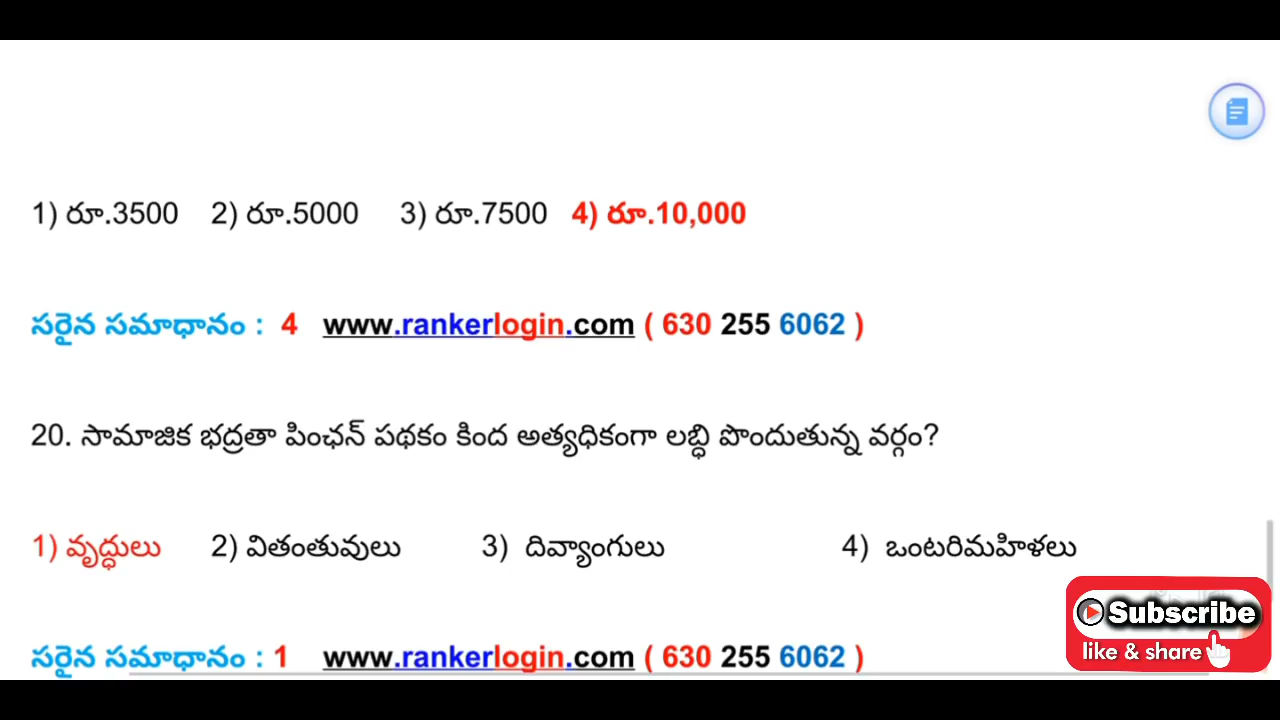 1) రూ.3500 2) రూ.5000 3) రూ.7500 4) రూ.10,000
సరైన సమాధానం : 4 www.rankerlogin.com ( 630 255 6062 )
20. సామాజిక భద్రతా పింఛన్ పథకం కింద అత్యధికంగా లబ్ధి పొందుతున్న వర్గం?
1) వృద్ధులు 2) వితంతువులు 3) దివ్యాంగులు 4) ఒంటరిమహిళలు
Subscribe
like & share
సరైన సమాధానం : 1 www.rankerlogin.com ( 630 255 6062 )